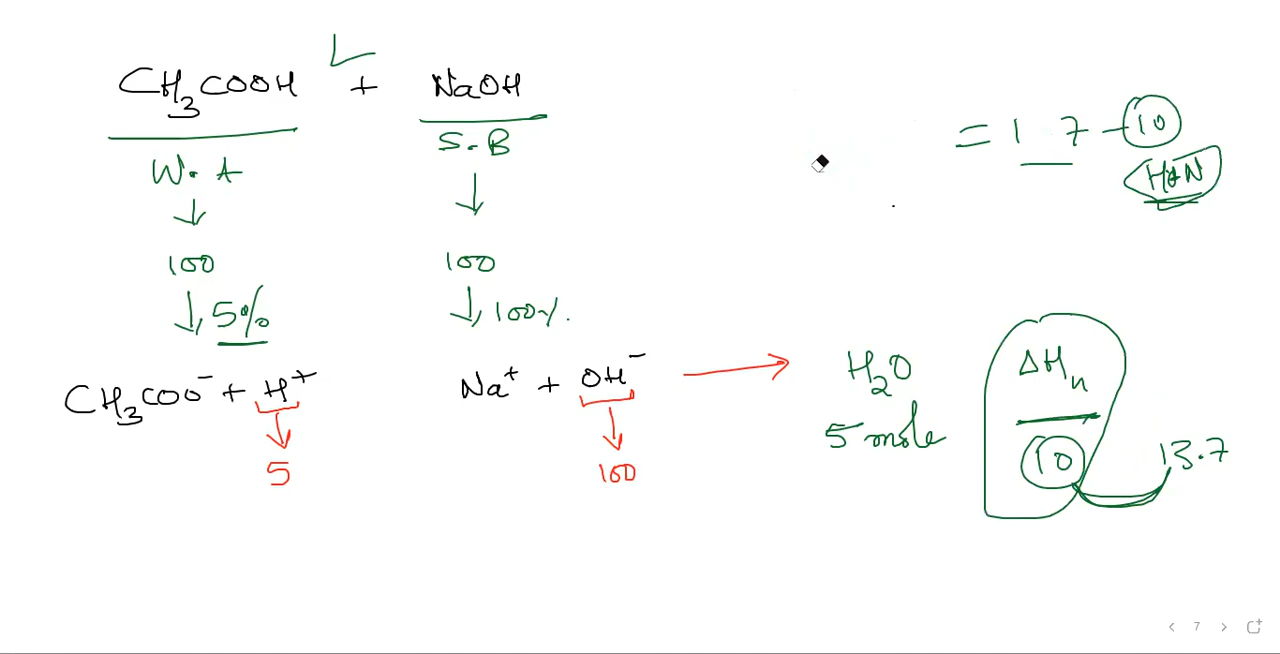 CH₃COOH + NaOH
W.A
S.B
100
100
5%
100%.
CH₃COO⁻ + H⁺
Na⁺ + OH⁻ → H₂O
5
100
5 mole
ΔHₙ
10
13.7
= 1 7 - 10
7